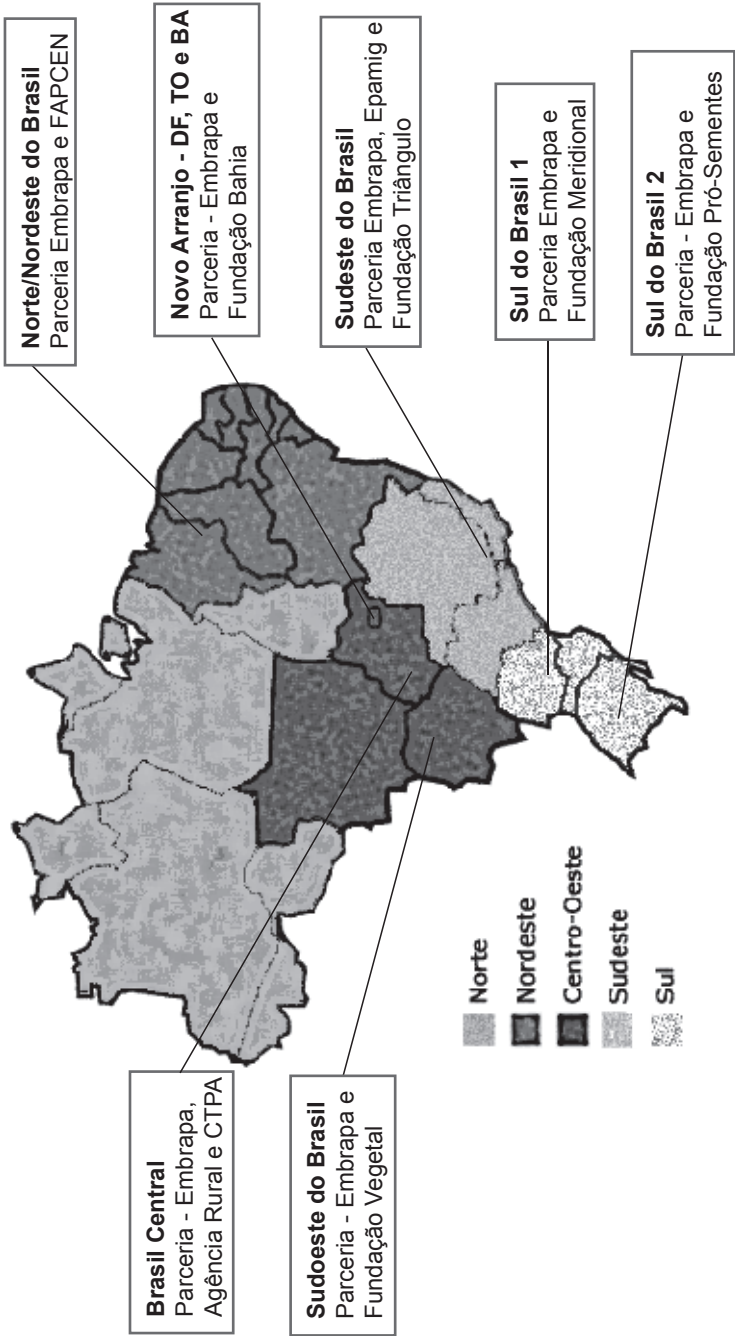 Norte/Nordeste do Brasil
Parceria Embrapa e FAPCEN
Novo Arranjo - DF, TO e BA
Parceria - Embrapa e
Fundação Bahia
Sudeste do Brasil
Parceria Embrapa, Epamig e
Fundação Triângulo
Sul do Brasil 1
Parceria Embrapa e
Fundação Meridional
Sul do Brasil 2
Parceria - Embrapa e
Fundação Pró-Sementes
Brasil Central
Parceria - Embrapa,
Agência Rural e CTPA
Sudoeste do Brasil
Parceria - Embrapa e
Fundação Vegetal
Norte
Nordeste
Centro-Oeste
Sudeste
Sul